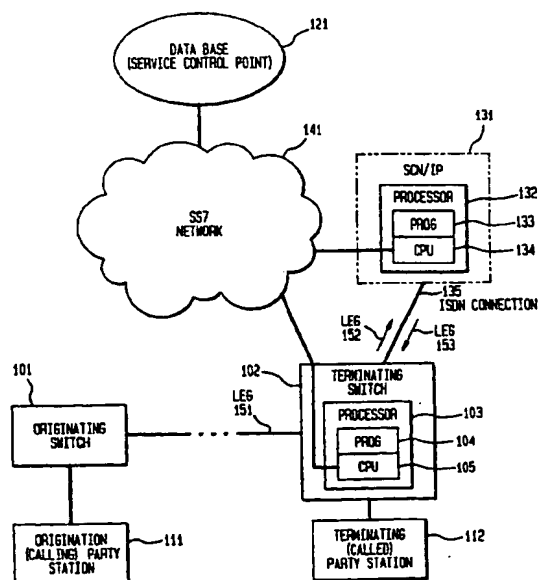 121
DATA BASE
(SERVICE CONTROL POINT)
141
131
SCN/IP
SS7
NETWORK
PROCESSOR
132
PROG
133
CPU
134
135
ISDN CONNECTION
LEG
152
LEG
153
101
102
TERMINATING
SWITCH
LEG
151
PROCESSOR
103
ORIGINATING
SWITCH
PROG
104
CPU
105
ORIGINATION
(CALLING) PARTY
STATION
111
TERMINATING
(CALLED)
PARTY STATION
112